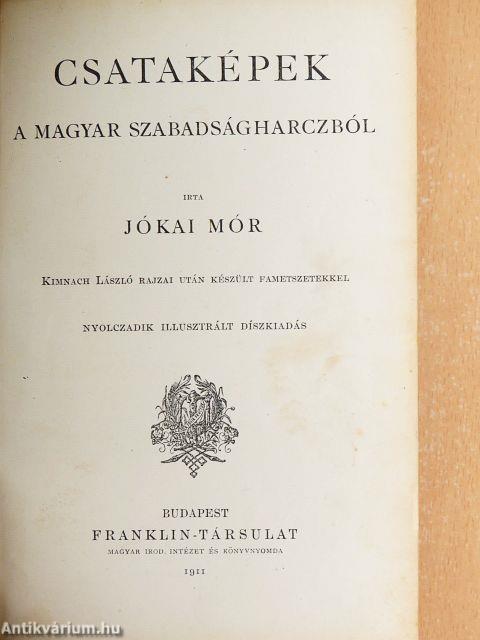 CSATAKÉPEK
A MAGYAR SZABADSÁGHARCZBÓL
IRTA
JÓKAI MÓR
KIMNACH LÁSZLÓ RAJZAI UTÁN KÉSZÜLT FAMETSZETEKKEL
NYOLCZADIK ILLUSZTRÁLT DÍSZKIADÁS
BUDAPEST
FRANKLIN-TÁRSULAT
MAGYAR IROD. INTÉZET ÉS KÖNYVNYOMDA
1911
Antikvárium.hu